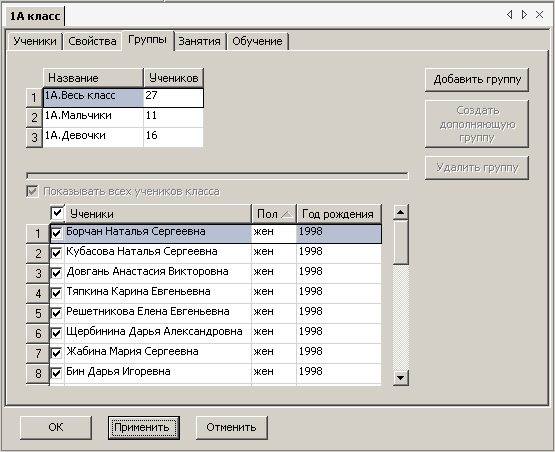 1А класс
Ученики Свойства Группы Занятия Обучение
Название Учеников
1 1А.Весь класс 27
2 1А.Мальчики 11
3 1А.Девочки 16
Добавить группу
Создать
дополняющую
группу
Удалить группу
Показывать всех учеников класса
Ученики Пол Год рождения
1 Борчан Наталья Сергеевна жен 1998
2 Кубасова Наталья Сергеевна жен 1998
3 Довгань Анастасия Викторовна жен 1998
4 Тяпкина Карина Евгеньевна жен 1998
5 Решетникова Елена Евгеньевна жен 1998
6 Щербинина Дарья Александровна жен 1998
7 Жабина Мария Сергеевна жен 1998
8 Бин Дарья Игоревна жен 1998
ОК Применить Отменить